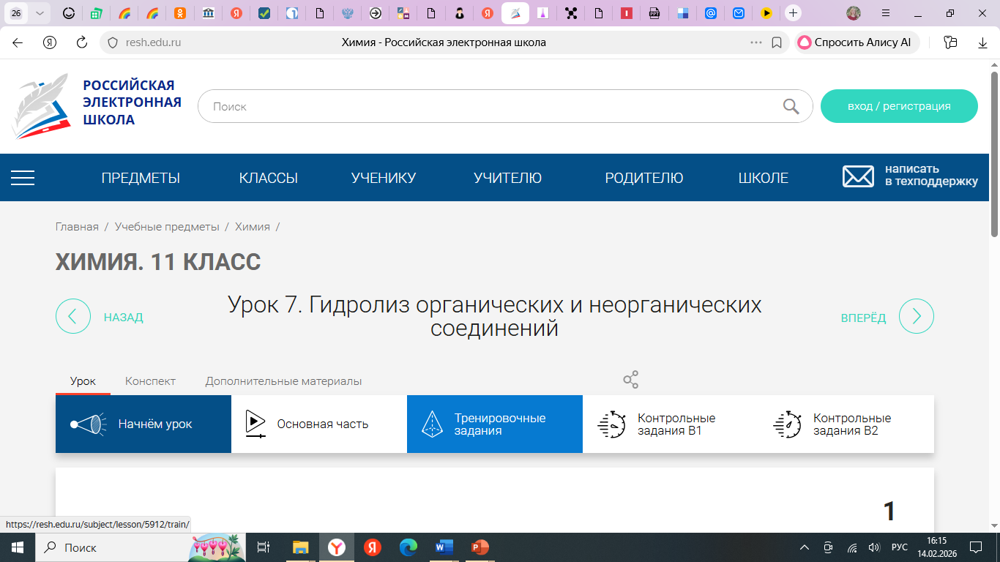 26
resh.edu.ru
Химия - Российская электронная школа
Спросить Алису AI
РОССИЙСКАЯ
ЭЛЕКТРОННАЯ
ШКОЛА
Поиск
вход / регистрация
ПРЕДМЕТЫ
КЛАССЫ
УЧЕНИКУ
УЧИТЕЛЮ
РОДИТЕЛЮ
ШКОЛЕ
написать
в техподдержку
Главная / Учебные предметы / Химия /
ХИМИЯ. 11 КЛАСС
НАЗАД
Урок 7. Гидролиз органических и неорганических
соединений
ВПЕРЁД
Урок
Конспект
Дополнительные материалы
Начнём урок
Основная часть
Тренировочные
задания
Контрольные
задания В1
Контрольные
задания В2
1
https://resh.edu.ru/subject/lesson/5912/train/
Поиск
РУС
16:15
14.02.2026